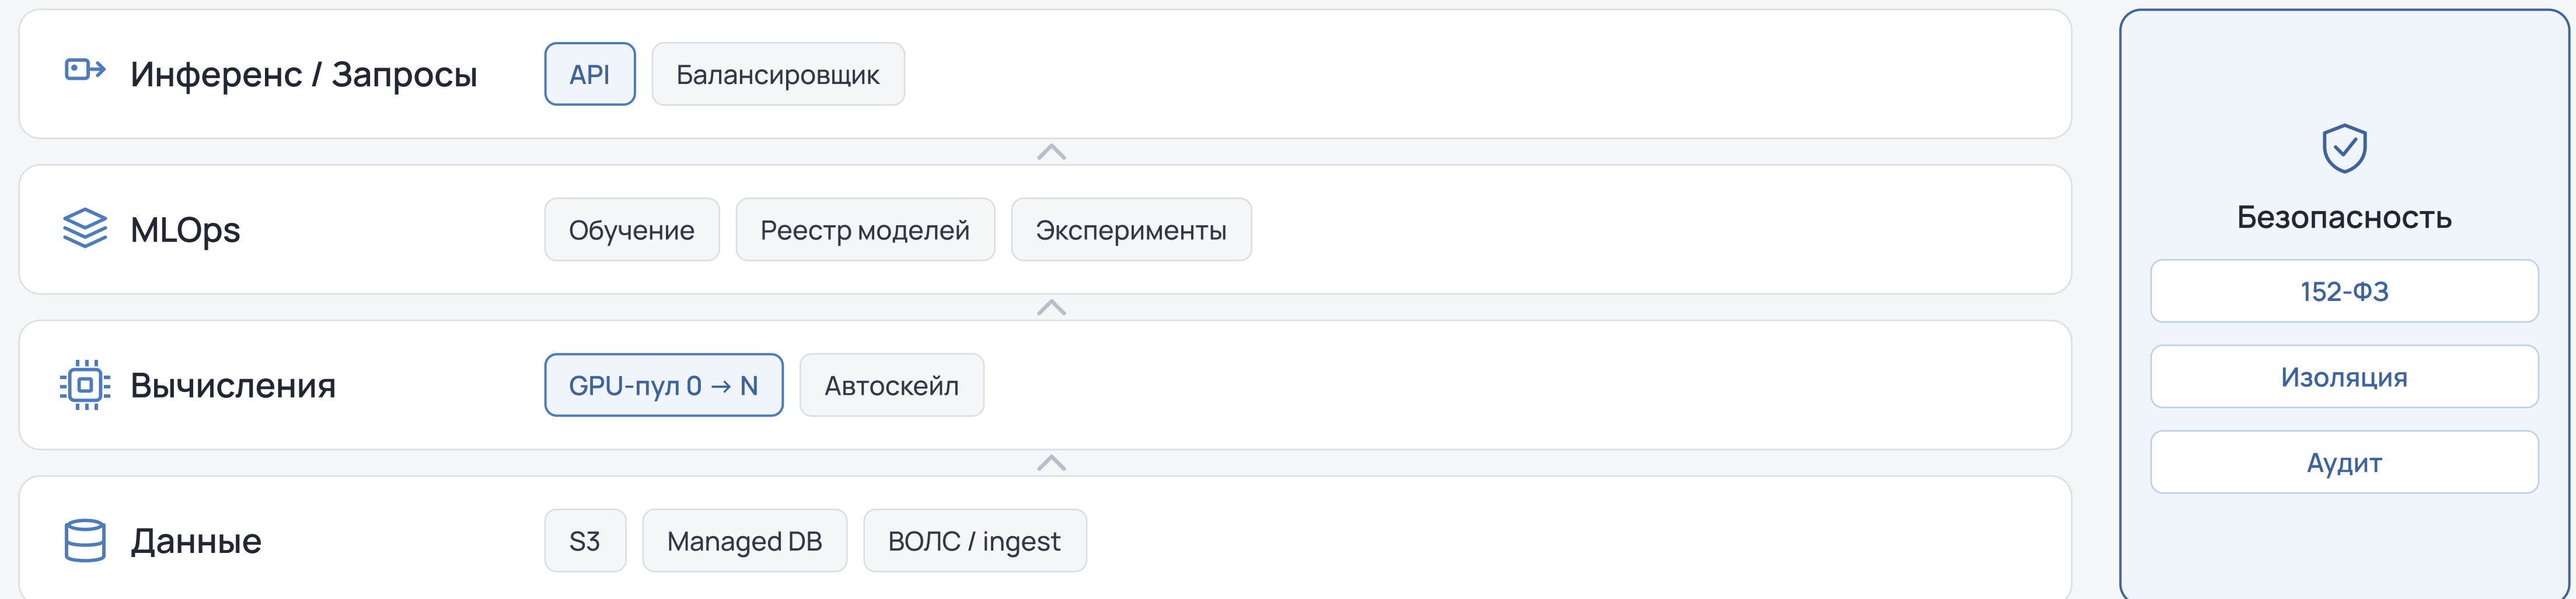 Инференс / Запросы
API
Балансировщик
MLOps
Обучение
Реестр моделей
Эксперименты
Вычисления
GPU-пул 0 → N
Автоскейл
Данные
S3
Managed DB
ВОЛС / ingest
Безопасность
152-ФЗ
Изоляция
Аудит